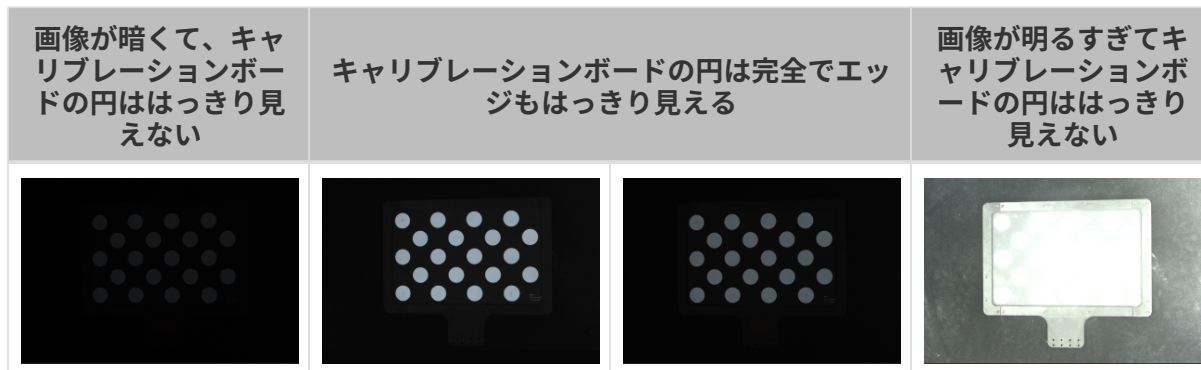 画像が暗くて、キャ
リブレーションボー
ドの円ははっきり見
えない
キャリブレーションボードの円は完全でエッ
ジもはっきり見える
画像が明るすぎてキ
ャリブレーションボ
ードの円ははっきり
見えない